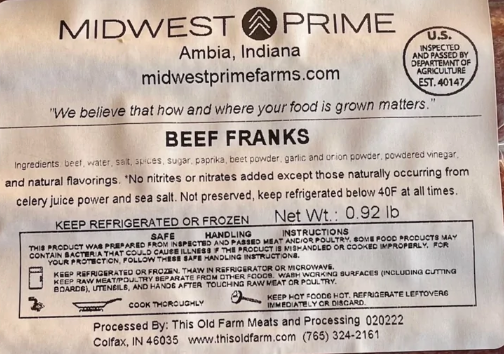 MIDWEST PRIME
Ambia, Indiana
midwestprimefarms.com
U.S.
INSPECTED
AND PASSED BY
DEPARTEMNT OF
AGRICULTURE
EST. 40147
"We believe that how and where your food is grown matters."
BEEF FRANKS
Ingredients: beef, water, salt, spices, sugar, paprika, beet powder, garlic and onion powder, powdered vinegar,
and natural flavorings. *No nitrites or nitrates added except those naturally occurring from
celery juice power and sea salt. Not preserved, keep refrigerated below 40F at all times.
KEEP REFRIGERATED OR FROZEN Net Wt.: 0.92 lb
SAFE HANDLING INSTRUCTIONS
THIS PRODUCT WAS PREPARED FROM INSPECTED AND PASSED MEAT AND/OR POULTRY. SOME FOOD PRODUCTS MAY
CONTAIN BACTERIA THAT COULD CAUSE ILLNESS IF THE PRODUCT IS MISHANDLED OR COOKED IMPROPERLY. FOR
YOUR PROTECTION, FOLLOW THESE SAFE HANDLING INSTRUCTIONS.
KEEP REFRIGERATED OR FROZEN. THAW IN REFRIGERATOR OR MICROWAVE.
KEEP RAW MEAT/POULTRY SEPARATE FROM OTHER FOODS. WASH WORKING SURFACES (INCLUDING CUTTING
BOARDS), UTENSILS, AND HANDS AFTER TOUCHING RAW MEAT OR POULTRY.
COOK THOROUGHLY
KEEP HOT FOODS HOT. REFRIGERATE LEFTOVERS
IMMEDIATELY OR DISCARD.
Processed By: This Old Farm Meats and Processing 020222
Colfax, IN 46035 www.thisoldfarm.com (765) 324-2161